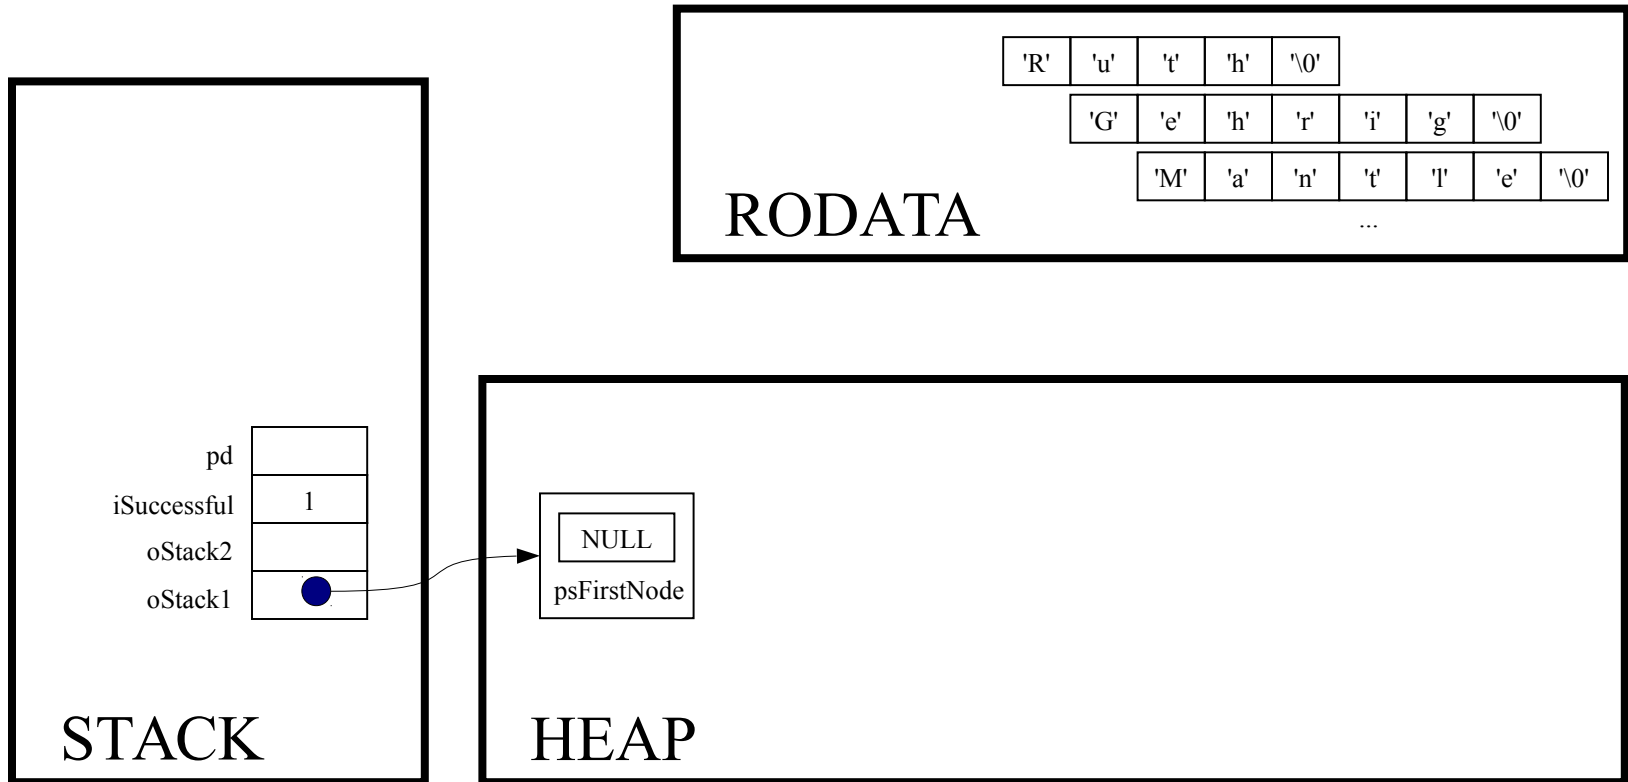 'R' 'u' 't' 'h' '\0'
'G' 'e' 'h' 'r' 'i' 'g' '\0'
'M' 'a' 'n' 't' 'l' 'e' '\0'
...
RODATA
pd
iSuccessful 1
oStack2
oStack1
STACK
NULL
psFirstNode
HEAP